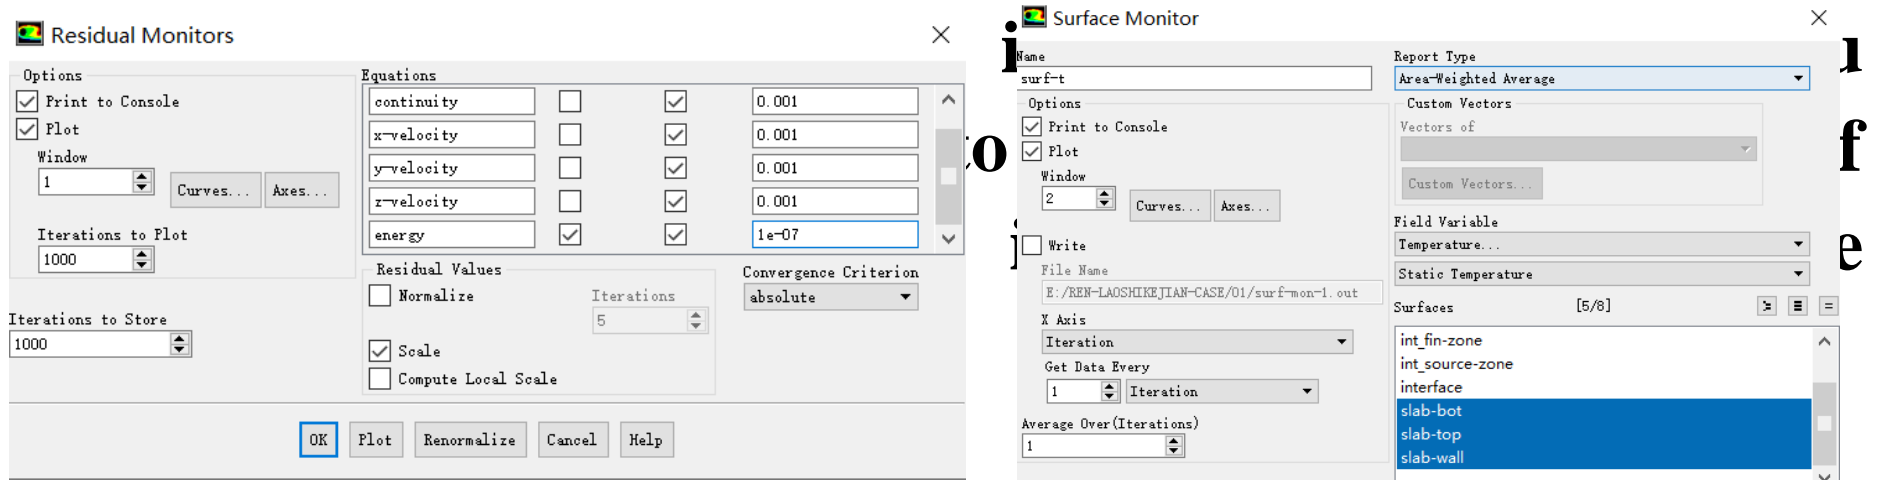 Residual Monitors
Options
Print to Console
Plot
Window
1
Curves...
Axes...
Iterations to Plot
1000
Iterations to Store
1000
Equations
continuity 0.001
x-velocity 0.001
y-velocity 0.001
z-velocity 0.001
energy 1e-07
Residual Values
Normalize
Iterations
5
Scale
Compute Local Scale
Convergence Criterion
absolute
OK
Plot
Renormalize
Cancel
Help
to
i
i
Surface Monitor
Name
surf-t
Options
Print to Console
Plot
Window
2
Curves...
Axes...
Write
File Name
E:/REN-LAOSHIKEJIAN-CASE/01/surf-mon-1.out
X Axis
Iteration
Get Data Every
1
Iteration
Average Over(Iterations)
1
Report Type
Area-Weighted Average
Custom Vectors
Vectors of
Custom Vectors...
Field Variable
Temperature...
Static Temperature
Surfaces [5/8]
int_fin-zone
int_source-zone
interface
slab-bot
slab-top
slab-wall
u
f
e